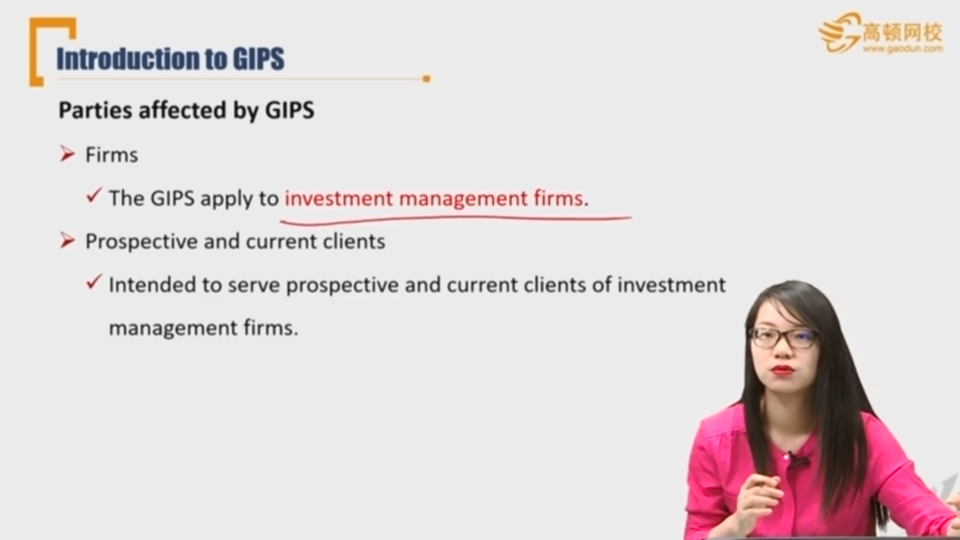 Introduction to GIPS
高顿网校
www.gaodun.com
Parties affected by GIPS
Firms
The GIPS apply to investment management firms.
Prospective and current clients
Intended to serve prospective and current clients of investment
management firms.